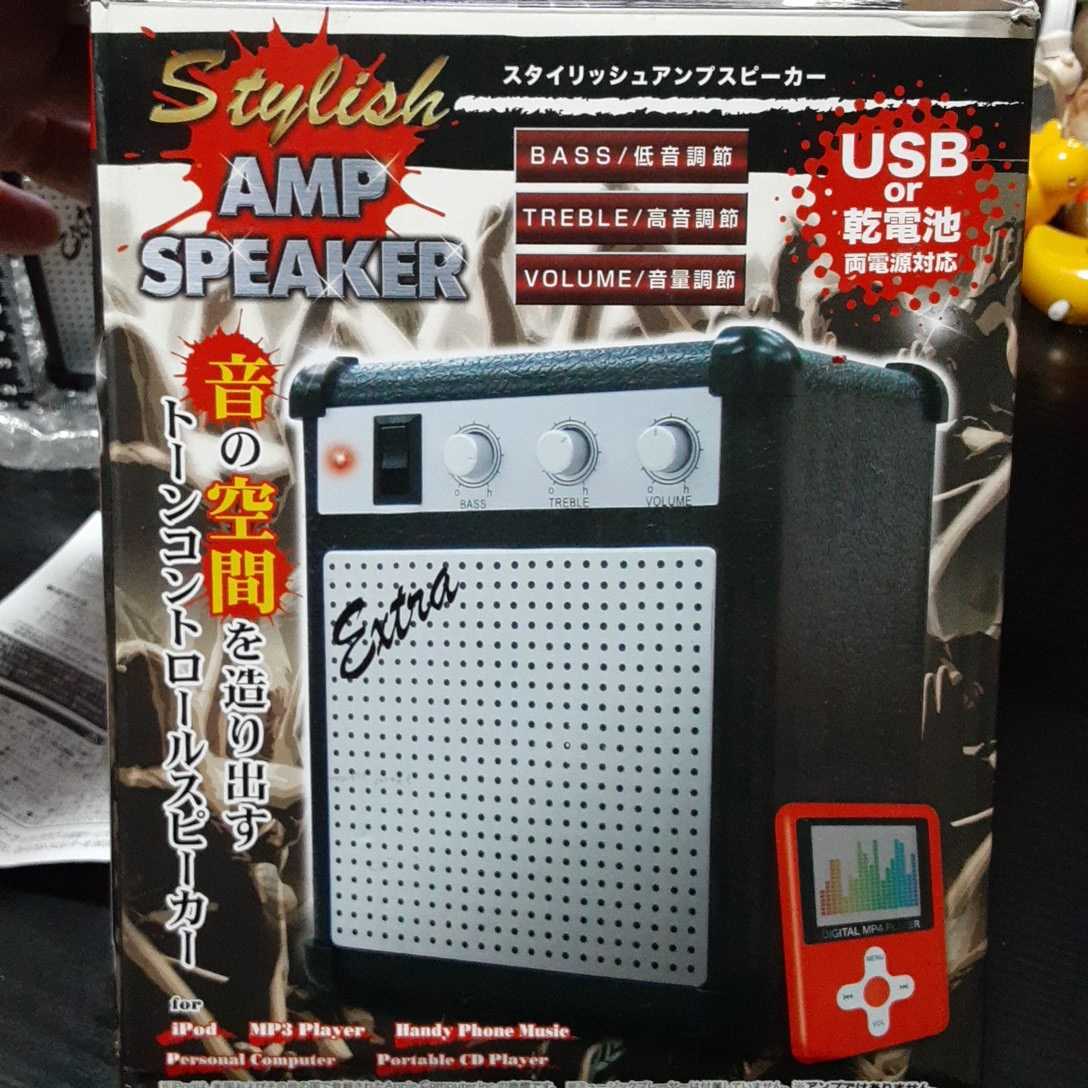 Stylish
AMP
SPEAKER
スタイリッシュアンプスピーカー
BASS/低音調節
TREBLE/高音調節
VOLUME/音量調節
USB
or
乾電池
両電源対応
音の空間を造り出す
トーンコントロールスピーカー
o h
BASS
o h
TREBLE
o h
VOLUME
Extra
DIGITAL MP4 PLAYER
MENU
VOL
for
iPod MP3 Player Handy Phone Music
Personal Computer Portable CD Player